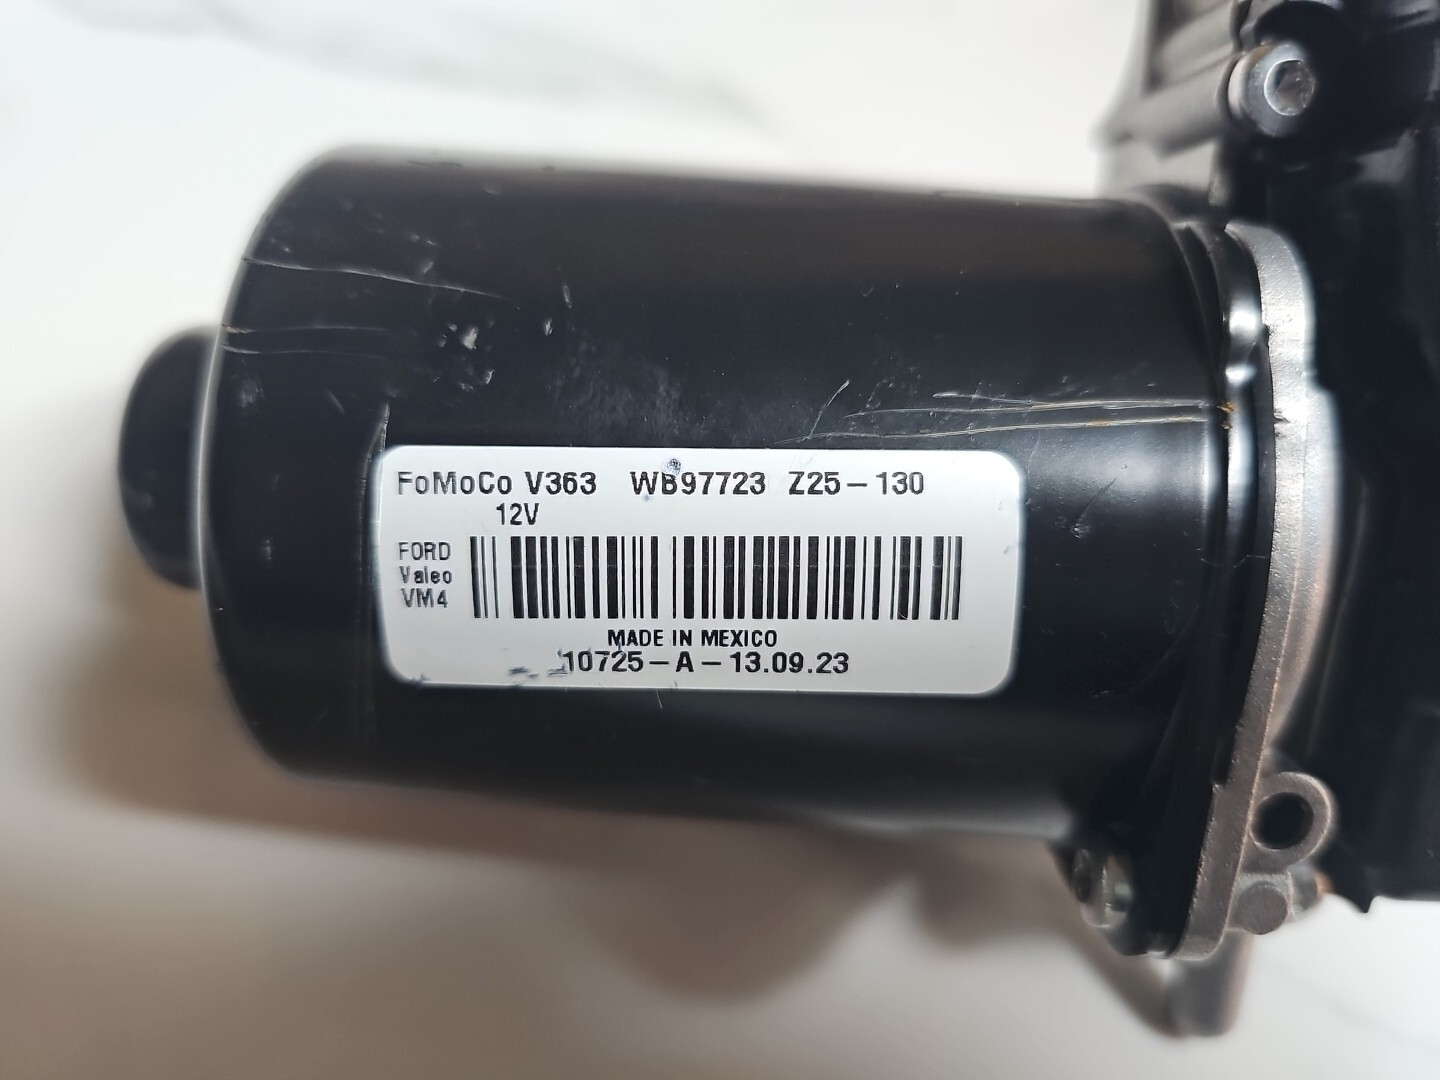 FoMoCo V363 WB97723 Z25-130
12V
FORD
Valeo
VM4
MADE IN MEXICO
10725-A-13.09.23